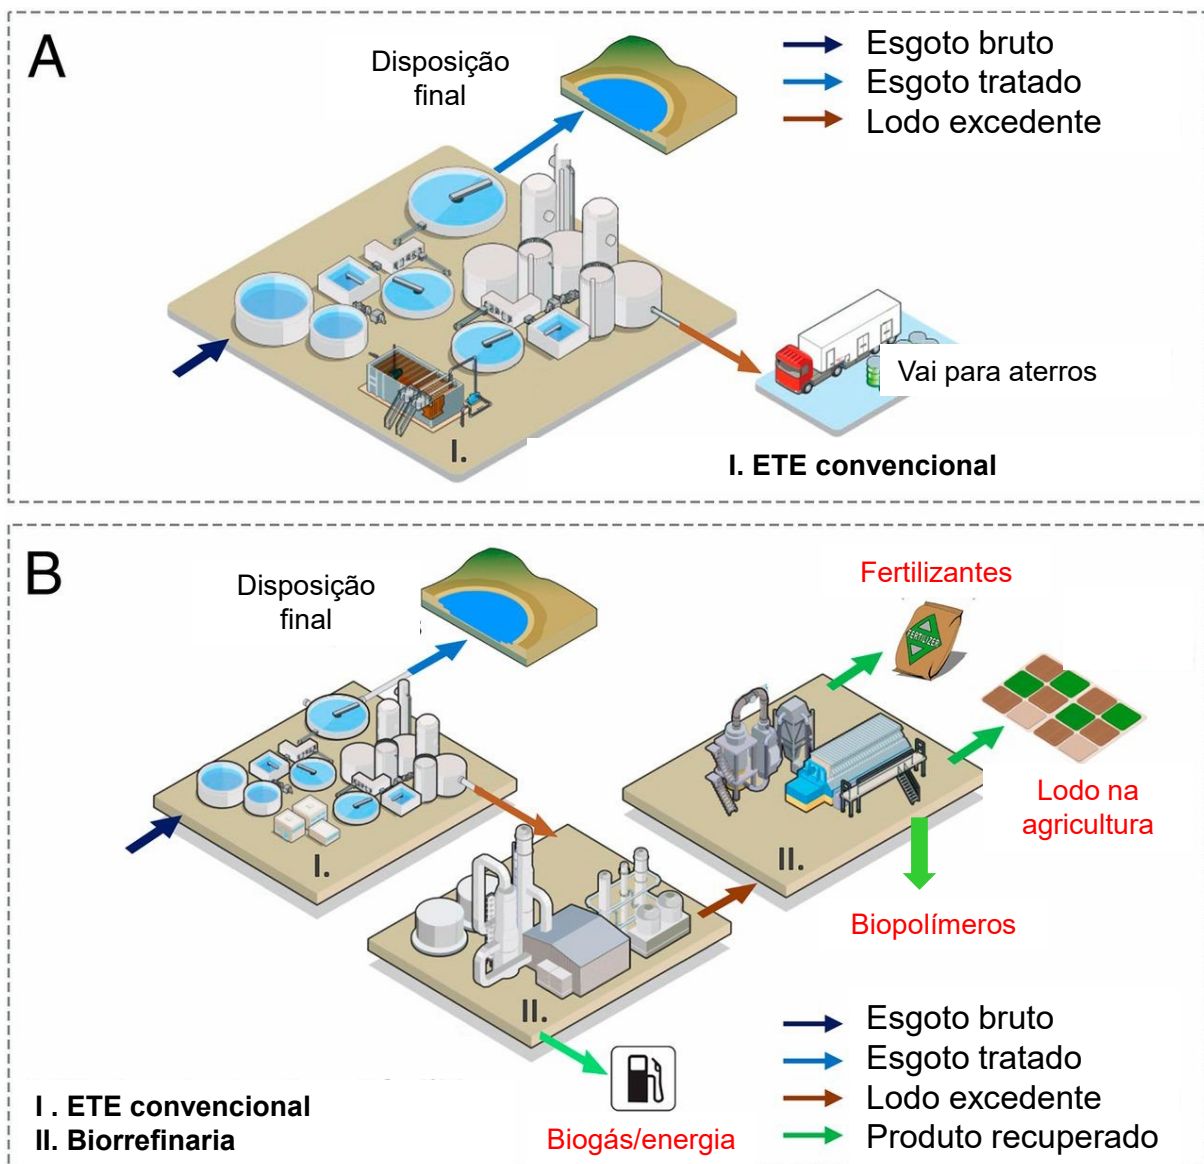 A
Disposição
final
Esgoto bruto
Esgoto tratado
Lodo excedente
Vai para aterros
I.
I. ETE convencional
B
Disposição
final
Fertilizantes
FERTILIZER
Lodo na
agricultura
I.
II.
Biopolímeros
II.
Esgoto bruto
Esgoto tratado
Lodo excedente
Produto recuperado
Biogás/energia
I . ETE convencional
II. Biorrefinaria